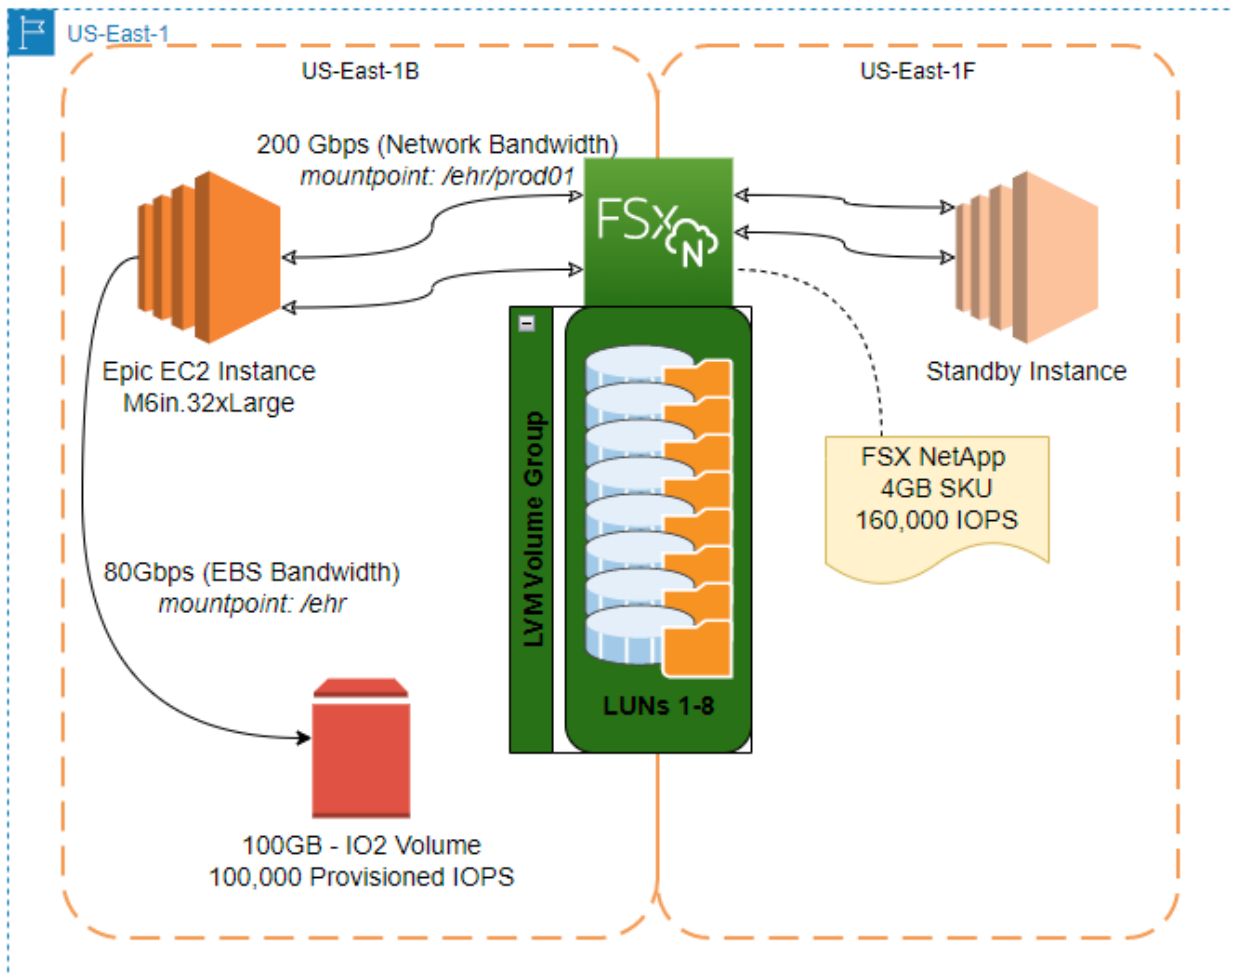 US-East-1
US-East-1B
US-East-1F
200 Gbps (Network Bandwidth)
mountpoint: /ehr/prod01
FSx
N
Epic EC2 Instance
M6in.32xLarge
Standby Instance
LVM Volume Group
FSX NetApp
4GB SKU
160,000 IOPS
80Gbps (EBS Bandwidth)
mountpoint: /ehr
LUNs 1-8
100GB - IO2 Volume
100,000 Provisioned IOPS